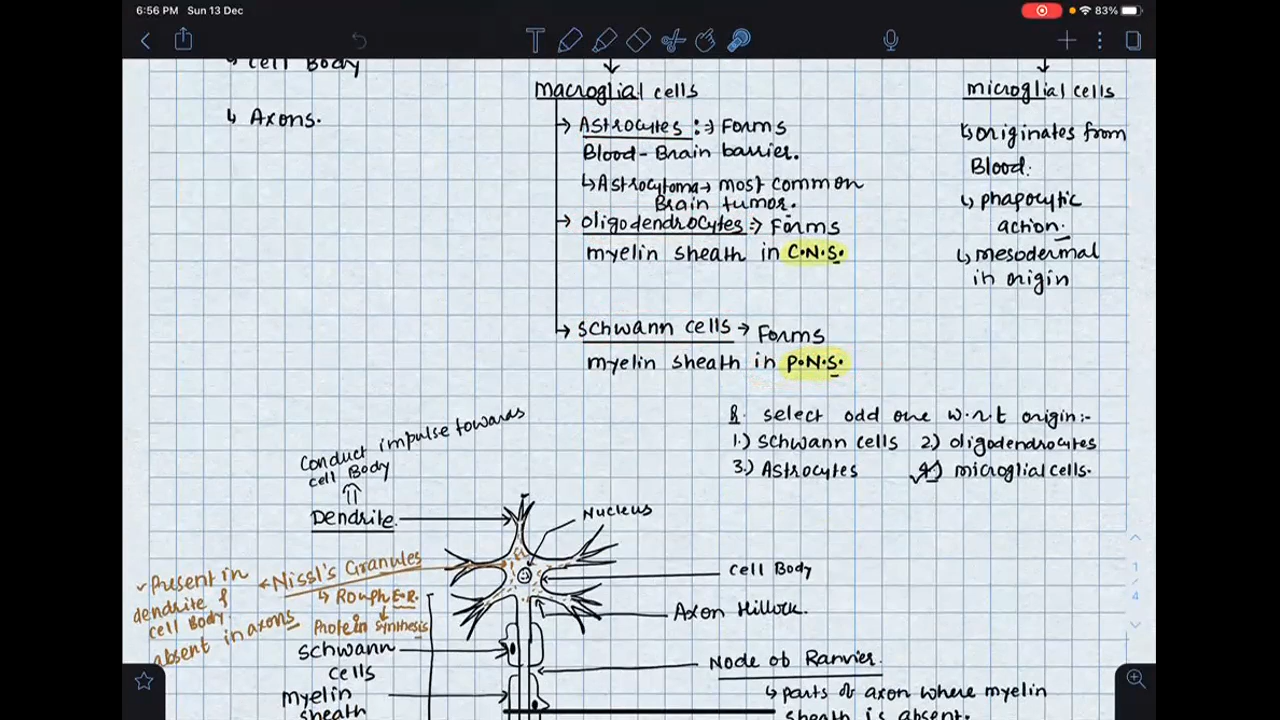 6:56 PM Sun 13 Dec
83%
Cell Body
↳ Axons.
macroglial cells
→ Astrocytes :→ Forms
Blood-Brain barrier.
↳ Astrocytoma → most common
Brain tumor.
→ oligodendrocytes :→ Forms
myelin sheath in C.N.S.
→ schwann cells → Forms
myelin sheath in P.N.S.
microglial cells
↳ originates from
Blood.
↳ phagocytic
action.
↳ mesodermal
in origin
Q. select odd one w.r.t origin:-
1.) schwann cells 2.) oligodendrocytes
3.) Astrocytes 4.) microglial cells.
Conduct impulse towards
cell Body
Dendrite
Nucleus
Cell Body
Axon Hillock.
Nissl's Granules
↳ Rough E.R.
Protein synthesis
Present in
dendrite &
cell Body.
absent in axons
schwann
cells
myelin
sheath
Node of Ranvier.
↳ parts of axon where myelin
sheath is absent.
1
4